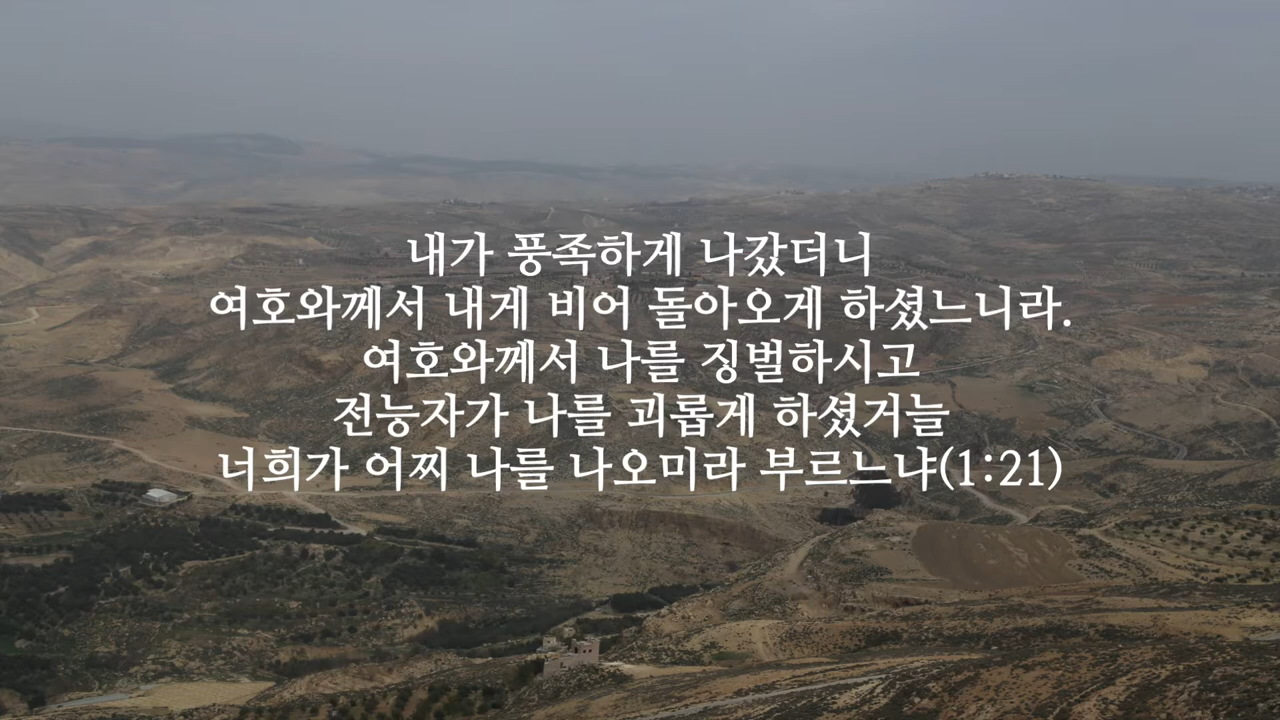 내가 풍족하게 나갔더니
여호와께서 내게 비어 돌아오게 하셨느니라.
여호와께서 나를 징벌하시고
전능자가 나를 괴롭게 하셨거늘
너희가 어찌 나를 나오미라 부르느냐(1:21)